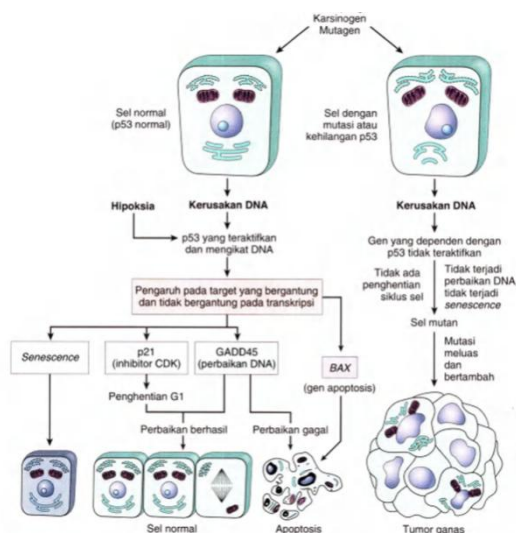 Karsinogen
Mutagen
Sel normal
(p53 normal)
Sel dengan
mutasi atau
kehilangan p53
Hipoksia
Kerusakan DNA
Kerusakan DNA
p53 yang teraktifkan
dan mengikat DNA
Gen yang dependen dengan
p53 tidak teraktifkan
Pengaruh pada target yang bergantung
dan tidak bergantung pada transkripsi
Tidak ada
penghentian
siklus sel
Tidak terjadi
perbaikan DNA,
tidak terjadi
senescence
Senescence
p21
(inhibitor CDK)
GADD45
(perbaikan DNA)
BAX
(gen apoptosis)
Sel mutan
Mutasi
meluas
dan
bertambah
Penghentian G1
Perbaikan berhasil
Perbaikan gagal
Sel normal
Apoptosis
Tumor ganas